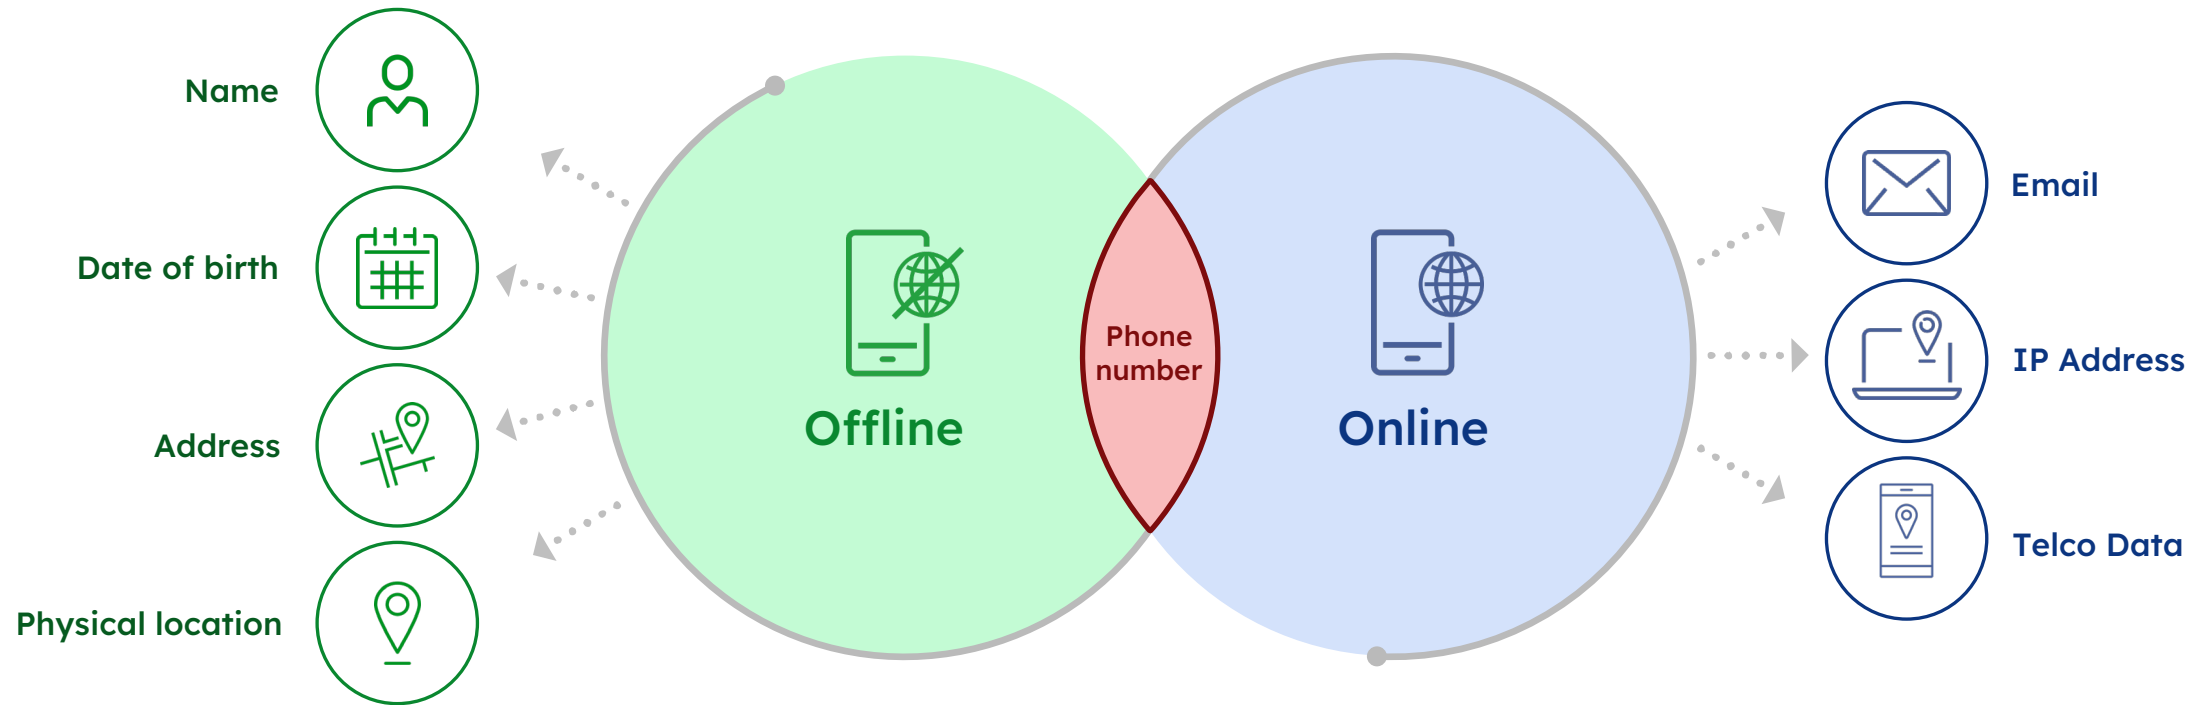 Name
Date of birth
Address
Physical location
Offline
Phone
number
Online
Email
IP Address
Telco Data